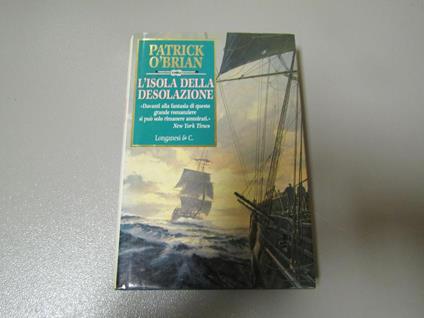 PATRICK
O'BRIAN
L'ISOLA DELLA
DESOLAZIONE
«Davanti alla fantasia di questo
grande romanziere
si può solo rimanere ammirati.»
New York Times
Longanesi & C.